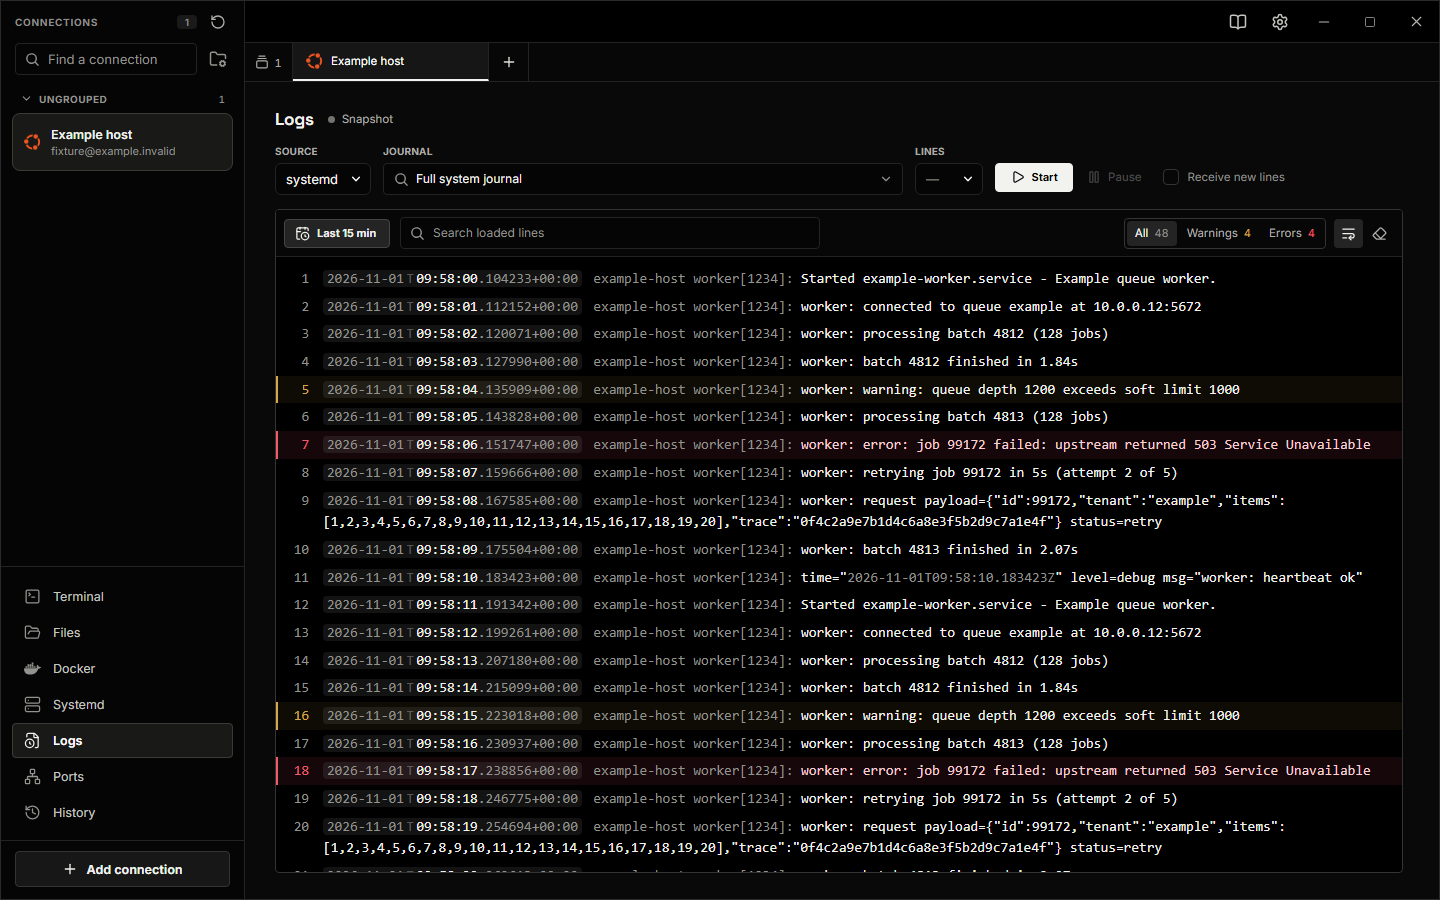 CONNECTIONS 1
Find a connection
UNGROUPED 1
Example host
fixture@example.invalid
Terminal
Files
Docker
Systemd
Logs
Ports
History
Add connection
1 Example host
Logs Snapshot
SOURCE JOURNAL LINES
systemd Full system journal — Start Pause Receive new lines
Last 15 min Search loaded lines All 48 Warnings 4 Errors 4
1 2026-11-01T09:58:00.104233+00:00 example-host worker[1234]: Started example-worker.service - Example queue worker.
2 2026-11-01T09:58:01.112152+00:00 example-host worker[1234]: worker: connected to queue example at 10.0.0.12:5672
3 2026-11-01T09:58:02.120071+00:00 example-host worker[1234]: worker: processing batch 4812 (128 jobs)
4 2026-11-01T09:58:03.127990+00:00 example-host worker[1234]: worker: batch 4812 finished in 1.84s
5 2026-11-01T09:58:04.135909+00:00 example-host worker[1234]: worker: warning: queue depth 1200 exceeds soft limit 1000
6 2026-11-01T09:58:05.143828+00:00 example-host worker[1234]: worker: processing batch 4813 (128 jobs)
7 2026-11-01T09:58:06.151747+00:00 example-host worker[1234]: worker: error: job 99172 failed: upstream returned 503 Service Unavailable
8 2026-11-01T09:58:07.159666+00:00 example-host worker[1234]: worker: retrying job 99172 in 5s (attempt 2 of 5)
9 2026-11-01T09:58:08.167585+00:00 example-host worker[1234]: worker: request payload={"id":99172,"tenant":"example","items":
[1,2,3,4,5,6,7,8,9,10,11,12,13,14,15,16,17,18,19,20],"trace":"0f4c2a9e7b1d4c6a8e3f5b2d9c7a1e4f"} status=retry
10 2026-11-01T09:58:09.175504+00:00 example-host worker[1234]: worker: batch 4813 finished in 2.07s
11 2026-11-01T09:58:10.183423+00:00 example-host worker[1234]: time="2026-11-01T09:58:10.183423Z" level=debug msg="worker: heartbeat ok"
12 2026-11-01T09:58:11.191342+00:00 example-host worker[1234]: Started example-worker.service - Example queue worker.
13 2026-11-01T09:58:12.199261+00:00 example-host worker[1234]: worker: connected to queue example at 10.0.0.12:5672
14 2026-11-01T09:58:13.207180+00:00 example-host worker[1234]: worker: processing batch 4812 (128 jobs)
15 2026-11-01T09:58:14.215099+00:00 example-host worker[1234]: worker: batch 4812 finished in 1.84s
16 2026-11-01T09:58:15.223018+00:00 example-host worker[1234]: worker: warning: queue depth 1200 exceeds soft limit 1000
17 2026-11-01T09:58:16.230937+00:00 example-host worker[1234]: worker: processing batch 4813 (128 jobs)
18 2026-11-01T09:58:17.238856+00:00 example-host worker[1234]: worker: error: job 99172 failed: upstream returned 503 Service Unavailable
19 2026-11-01T09:58:18.246775+00:00 example-host worker[1234]: worker: retrying job 99172 in 5s (attempt 2 of 5)
20 2026-11-01T09:58:19.254694+00:00 example-host worker[1234]: worker: request payload={"id":99172,"tenant":"example","items":
[1,2,3,4,5,6,7,8,9,10,11,12,13,14,15,16,17,18,19,20],"trace":"0f4c2a9e7b1d4c6a8e3f5b2d9c7a1e4f"} status=retry